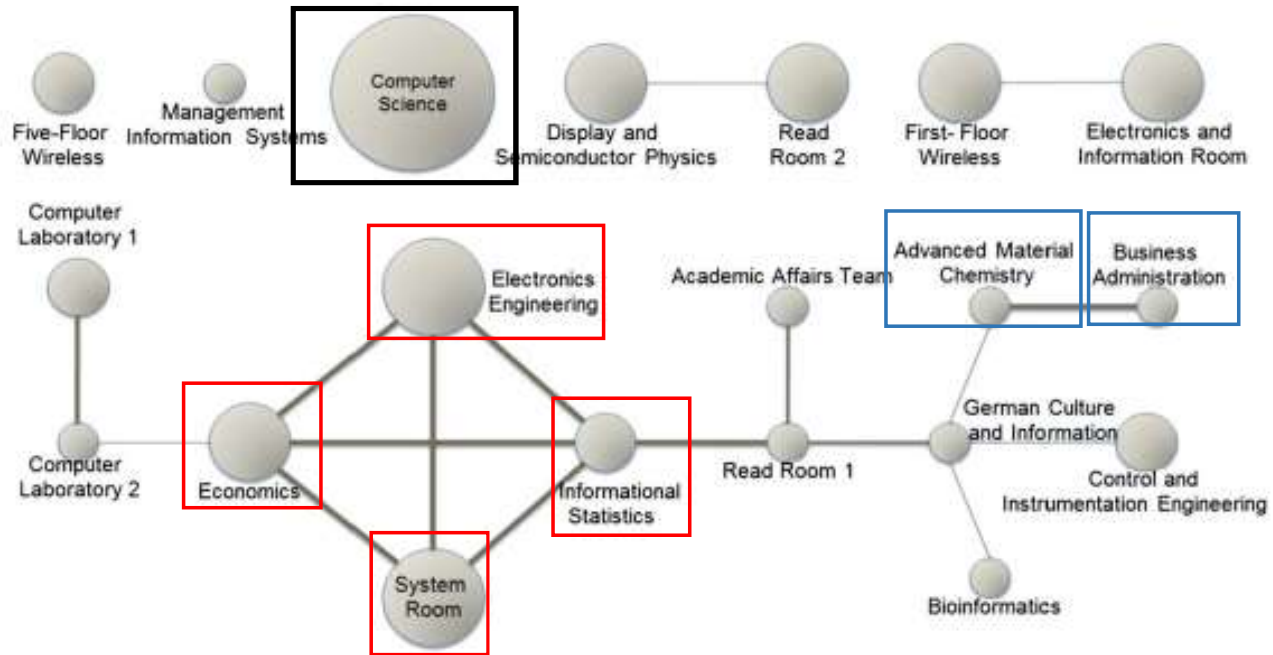 Computer
Science
Five-Floor
Wireless
Management
Information Systems
Display and
Semiconductor Physics
Read
Room 2
First- Floor
Wireless
Electronics and
Information Room
Computer
Laboratory 1
Electronics
Engineering
Academic Affairs Team
Advanced Material
Chemistry
Business
Administration
Computer
Laboratory 2
Economics
Informational
Statistics
Read Room 1
German Culture
and Information
Control and
Instrumentation Engineering
System
Room
Bioinformatics